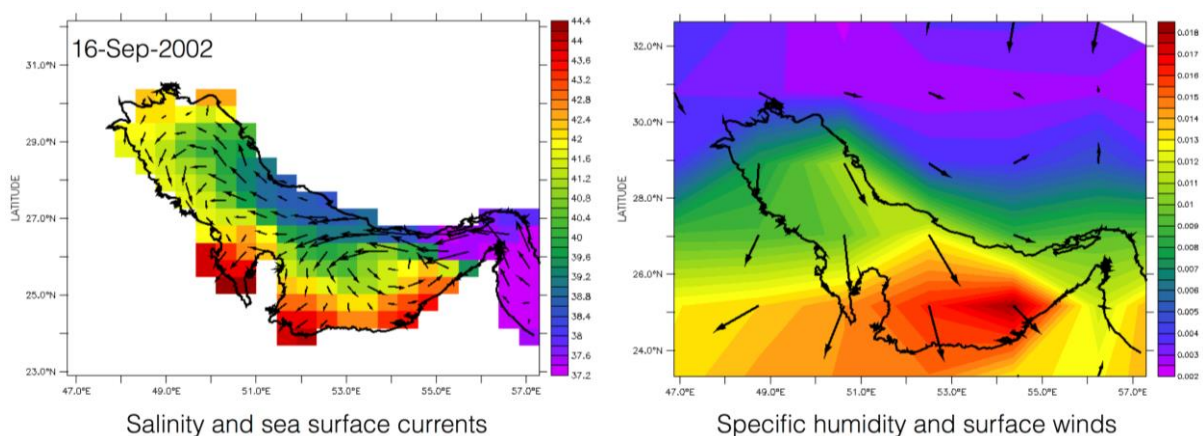 16-Sep-2002
LATITUDE
31.0°N
29.0°N
27.0°N
25.0°N
23.0°N
47.0°E 49.0°E 51.0°E 53.0°E 55.0°E 57.0°E
44.4
44
43.6
43.2
42.8
42.4
42
41.6
41.2
40.8
40.4
40
39.6
39.2
38.8
38.4
38
37.6
37.2
Salinity and sea surface currents
LATITUDE
32.0°N
30.0°N
28.0°N
26.0°N
24.0°N
47.0°E 49.0°E 51.0°E 53.0°E 55.0°E 57.0°E
0.018
0.017
0.016
0.015
0.014
0.013
0.012
0.011
0.010
0.009
0.008
0.007
0.006
0.005
0.004
0.003
0.002
Specific humidity and surface winds